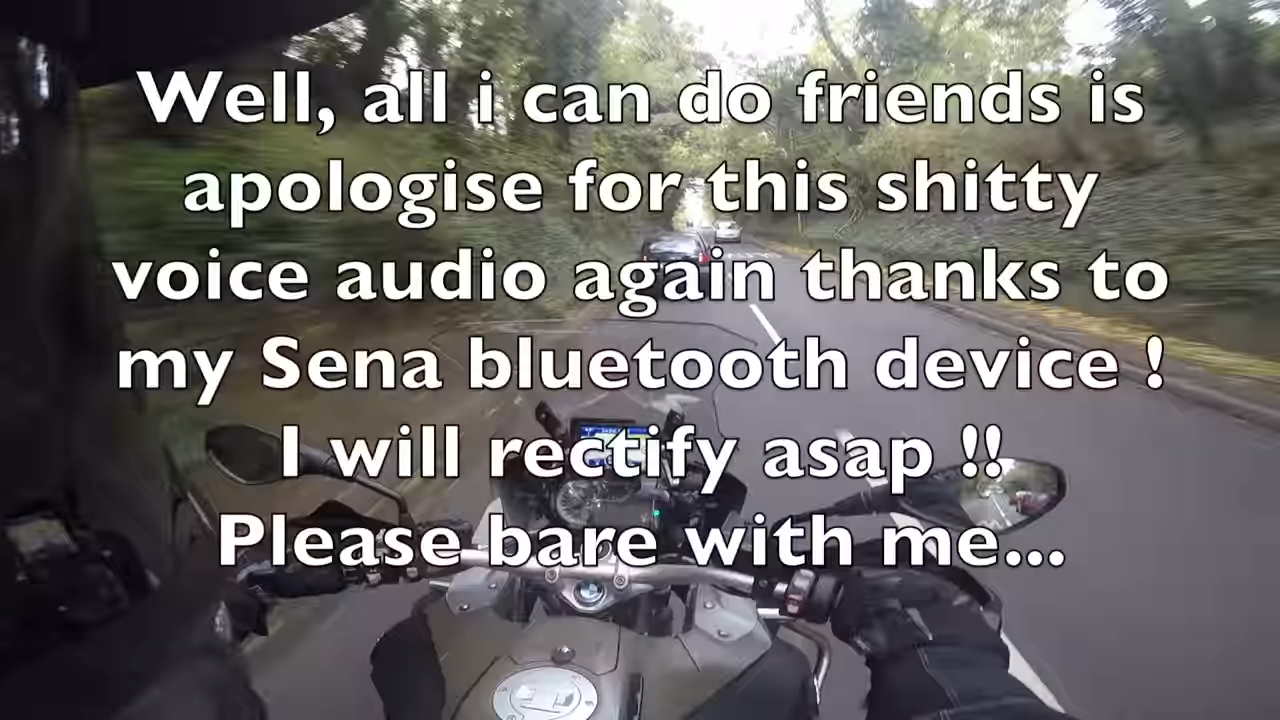 Well, all i can do friends is
apologise for this shitty
voice audio again thanks to
my Sena bluetooth device !
I will rectify asap !!
Please bare with me...